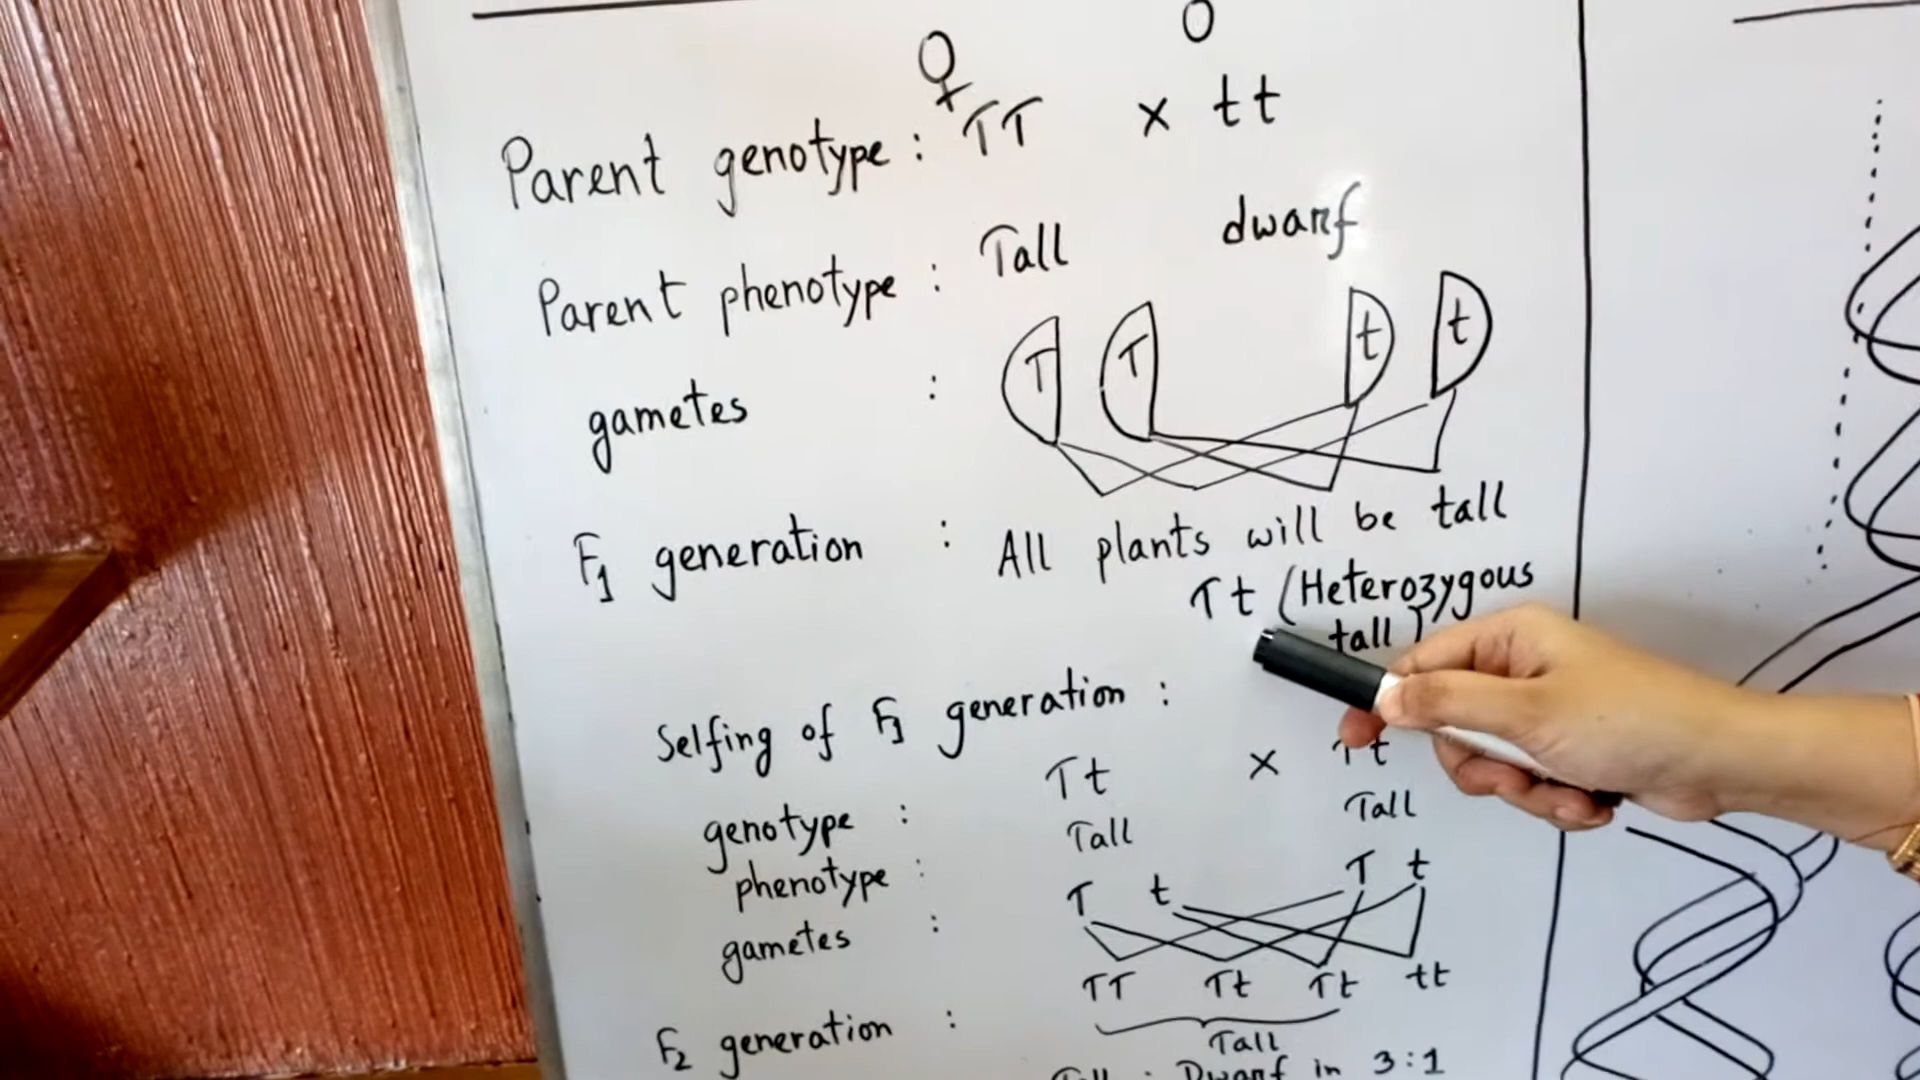 ♀
Parent genotype : TT x tt
Parent phenotype : Tall dwarf
gametes : T T t t
F1 generation : All plants will be tall
Tt (Heterozygous
tall)
Selfing of F1 generation :
genotype : Tt x Tt
phenotype : Tall Tall
gametes : T t T t
TT Tt Tt tt
F2 generation : Tall
Tall : Dwarf in 3:1